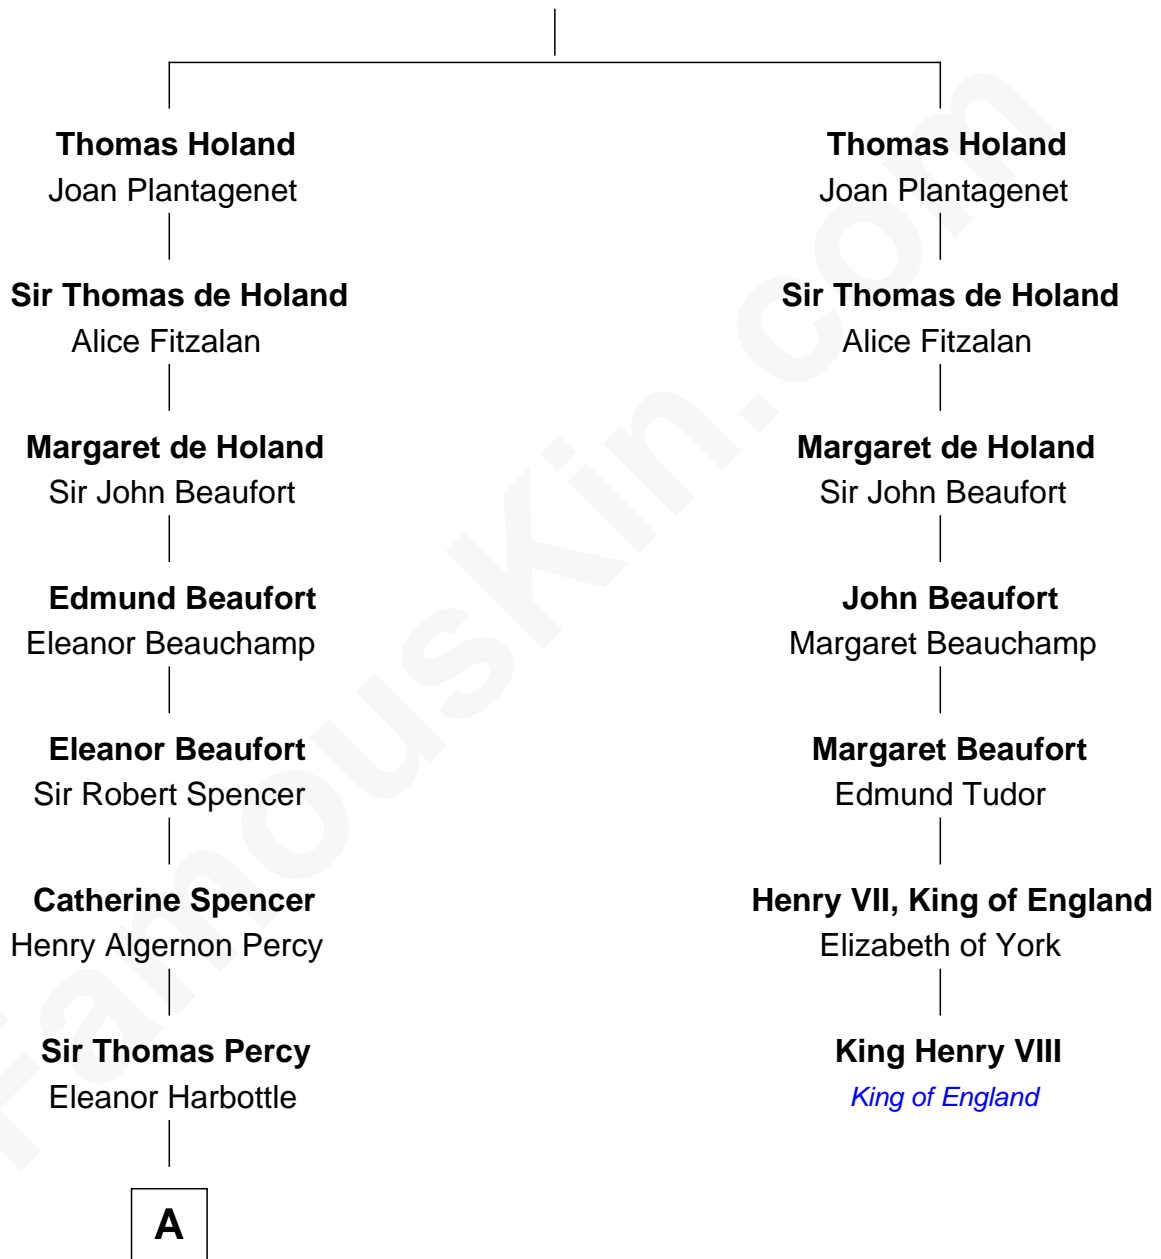 Thomas Holand
Joan Plantagenet
Sir Thomas de Holand
Alice Fitzalan
Margaret de Holand
Sir John Beaufort
Edmund Beaufort
Eleanor Beauchamp
Eleanor Beaufort
Sir Robert Spencer
Catherine Spencer
Henry Algernon Percy
Sir Thomas Percy
Eleanor Harbottle
A
Thomas Holand
Joan Plantagenet
Sir Thomas de Holand
Alice Fitzalan
Margaret de Holand
Sir John Beaufort
John Beaufort
Margaret Beauchamp
Margaret Beaufort
Edmund Tudor
Henry VII, King of England
Elizabeth of York
King Henry VIII
King of England
FamousKin.com